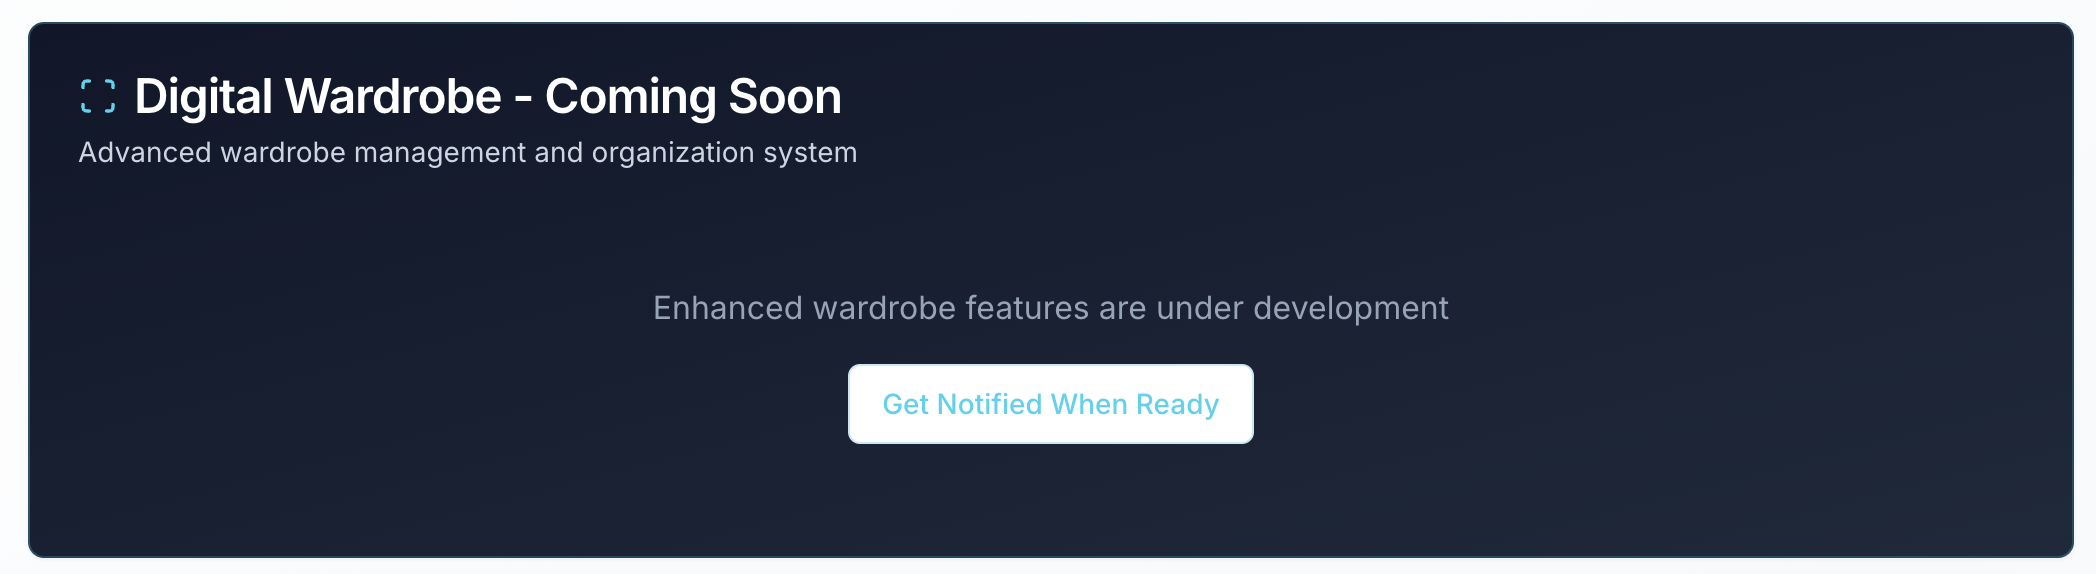 Digital Wardrobe - Coming Soon
Advanced wardrobe management and organization system
Enhanced wardrobe features are under development
Get Notified When Ready